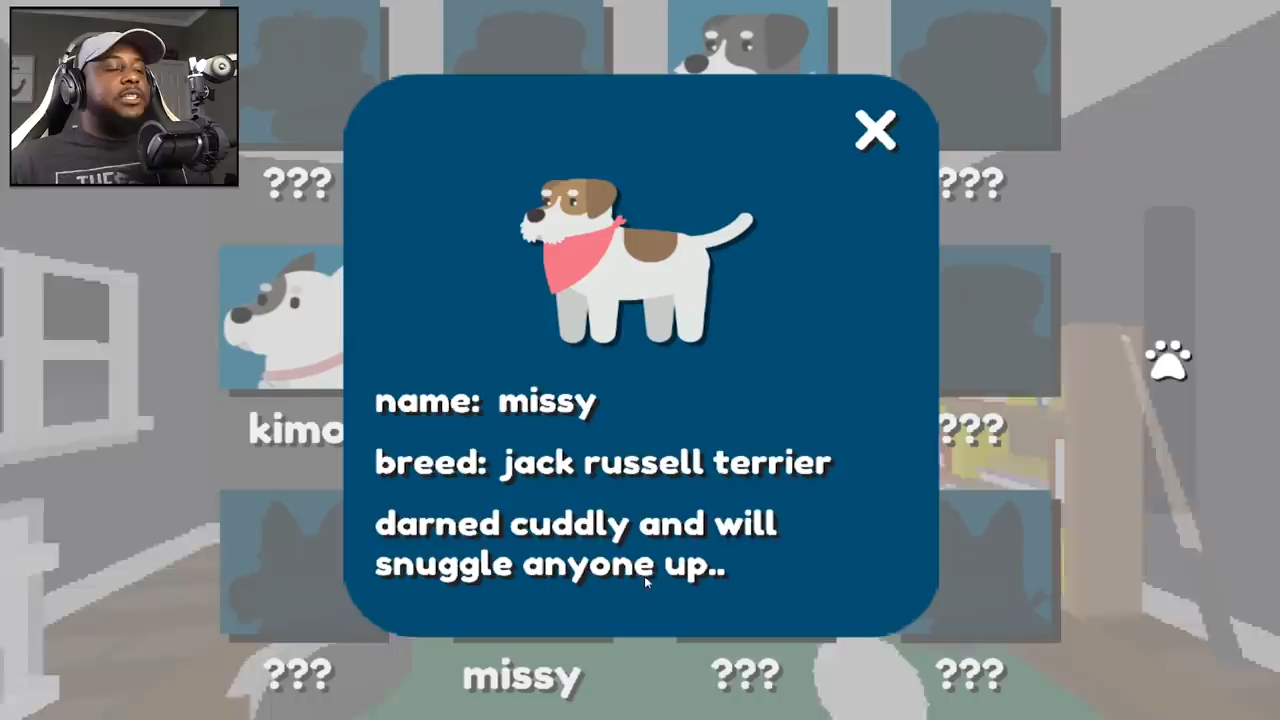 ???
???
name: missy
kimo
???
breed: jack russell terrier
darned cuddly and will
snuggle anyone up..
???
missy
???
???